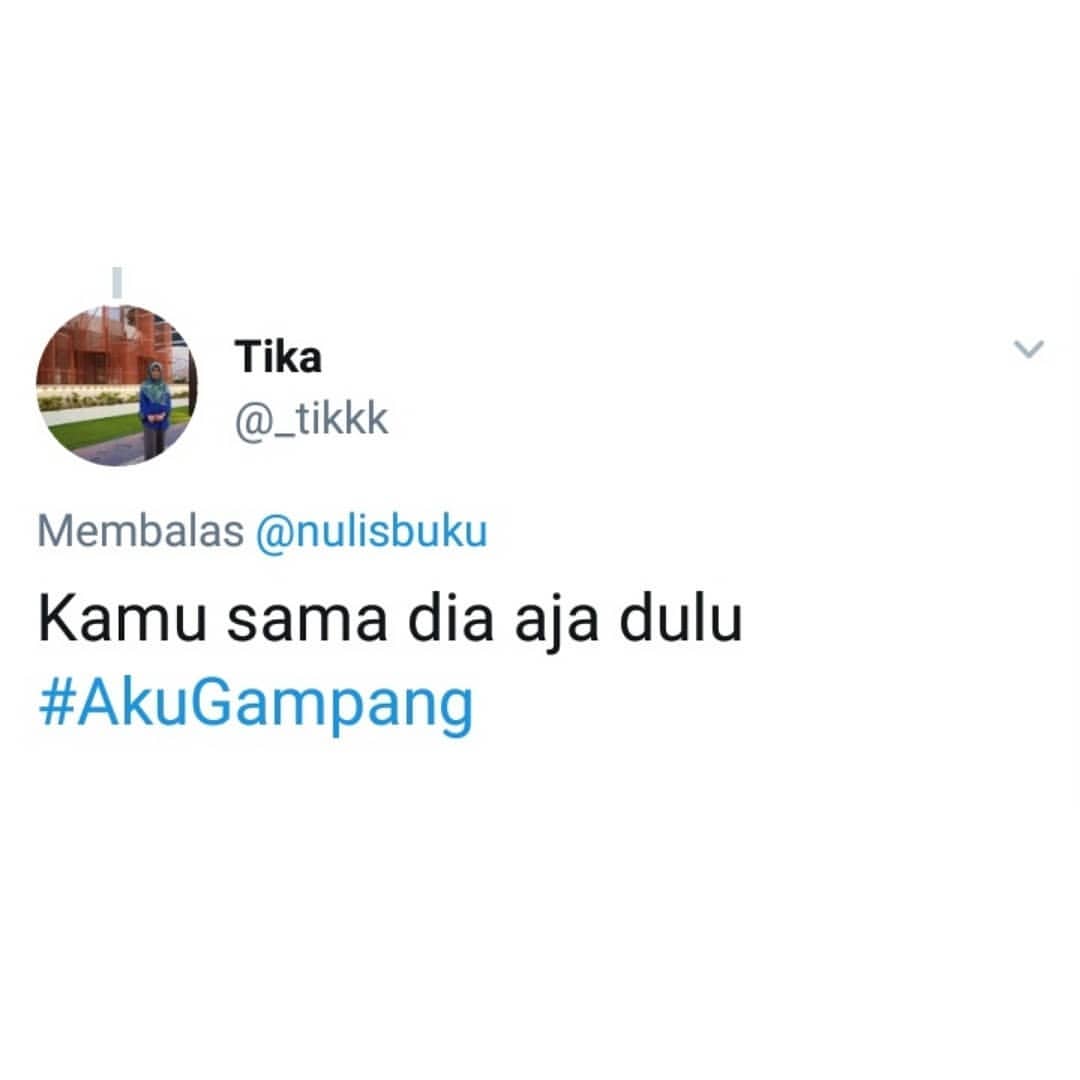 Tika
@_tikkk
Membalas @nulisbuku
Kamu sama dia aja dulu
#AkuGampang